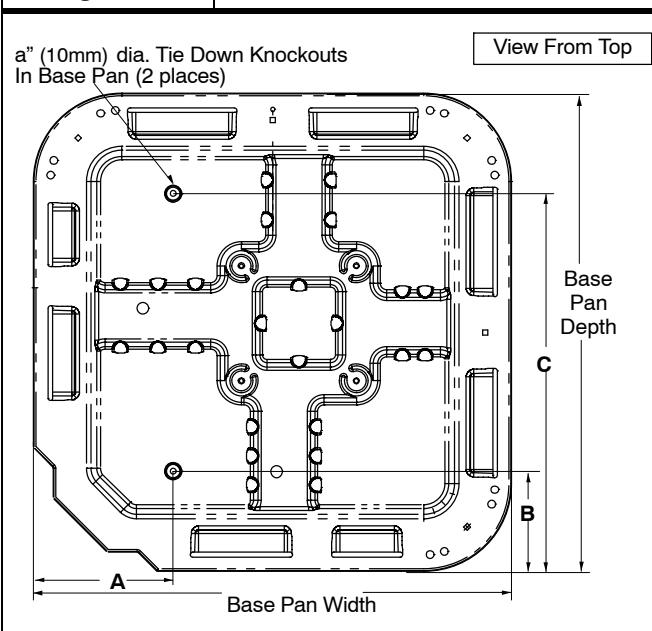 a" (10mm) dia. Tie Down Knockouts
In Base Pan (2 places)
View From Top
Base
Pan
Depth
C
B
A
Base Pan Width